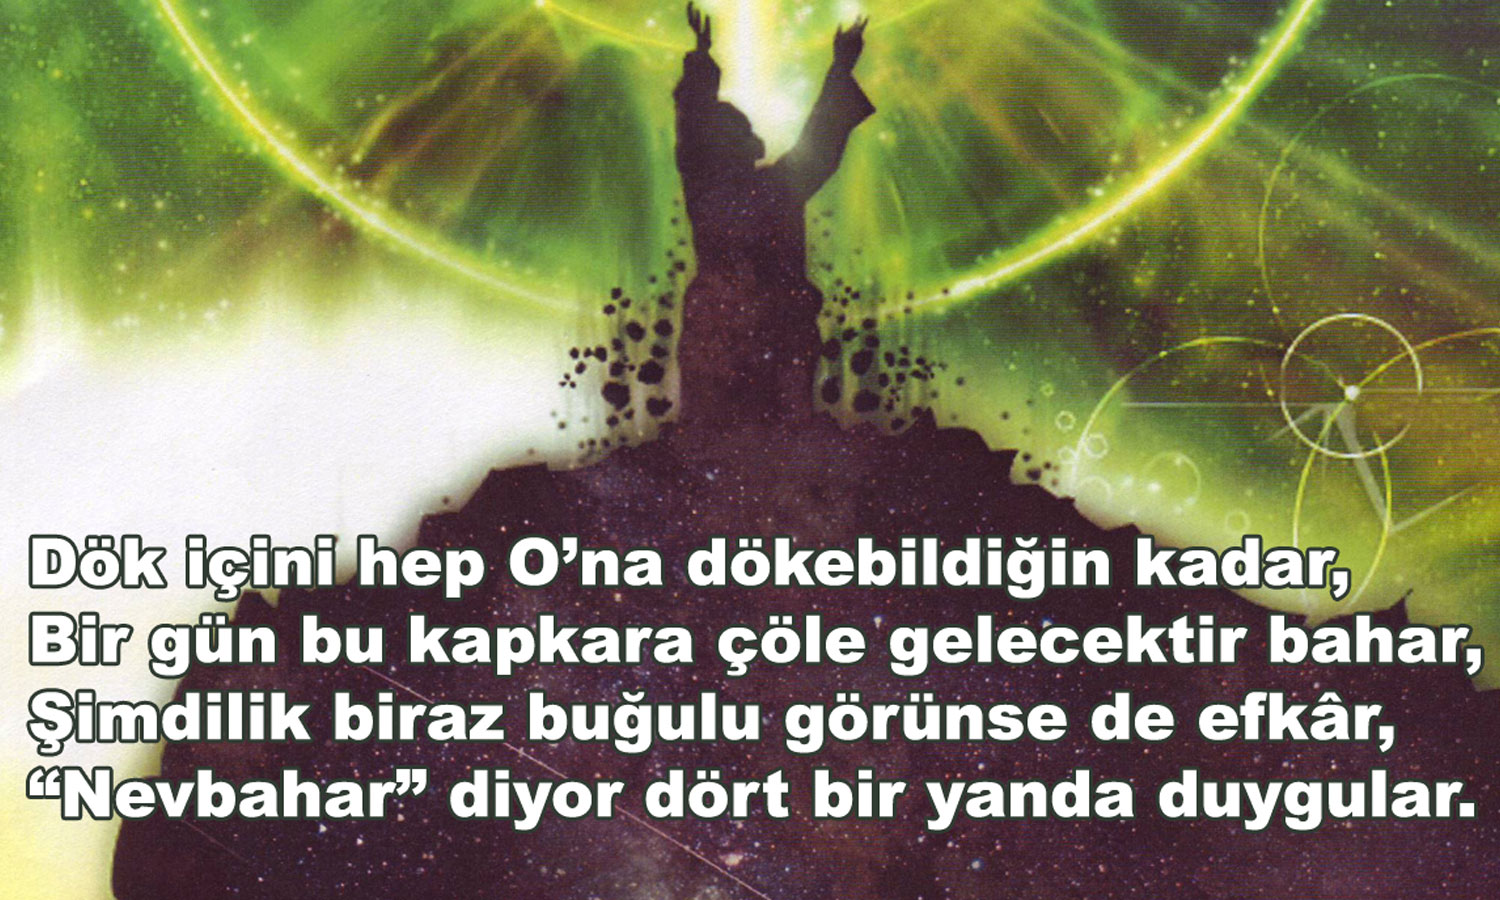 Dök içini hep O’na dökebildiğin kadar,
Bir gün bu kapkara çöle gelecektir bahar,
Şimdilik biraz buğulu görünse de efkâr,
“Nevbahar” diyor dört bir yanda duygular.